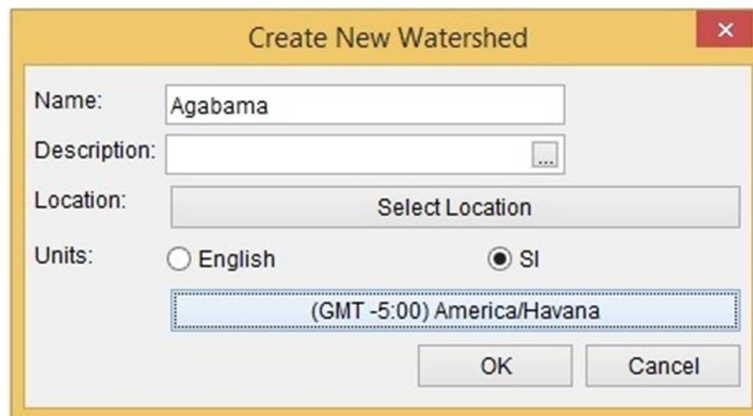 Create New Watershed
Name: Agabama
Description: ...
Location: Select Location
Units: English SI
(GMT -5:00) America/Havana
OK Cancel